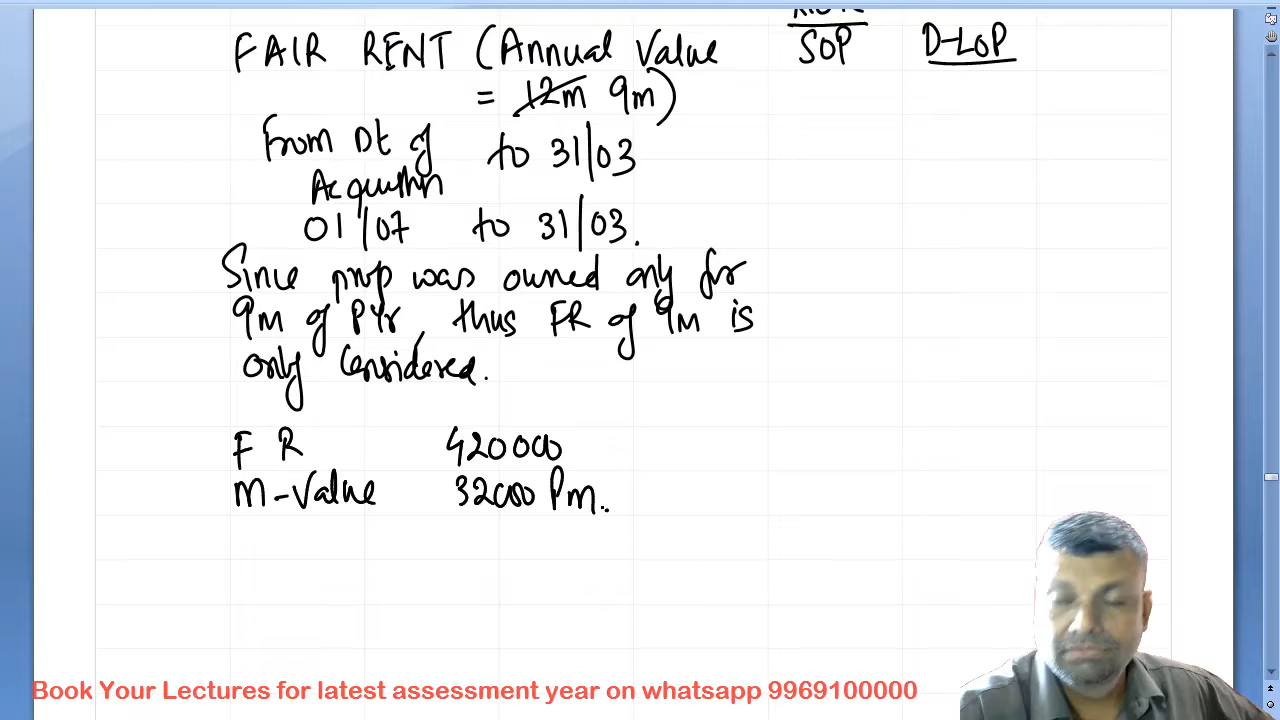 FAIR RENT (Annual Value
SOP D-LOP
= 12m 9m)
From Dt of to 31/03
Acquisitn
01/07 to 31/03.
Since prop was owned only for
9m of PYr, thus FR of 9m is
only Considered.
F R 420000
M-Value 32000 Pm.
Book Your Lectures for latest assessment year on whatsapp 9969100000